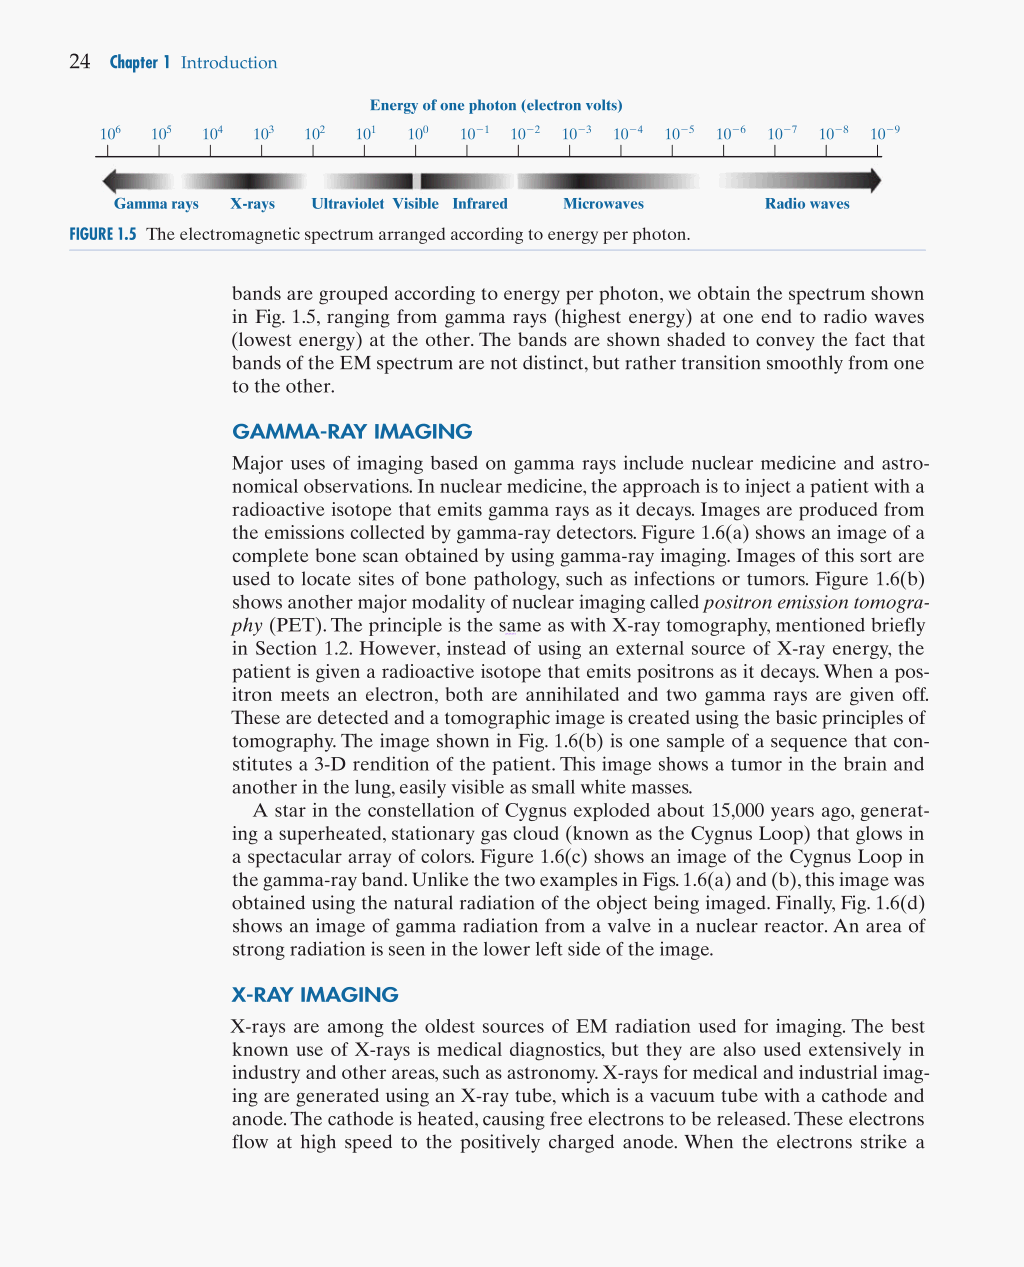 24 Chapter 1 Introduction
Energy of one photon (electron volts)
10⁶ 10⁵ 10⁴ 10³ 10² 10¹ 10⁰ 10⁻¹ 10⁻² 10⁻³ 10⁻⁴ 10⁻⁵ 10⁻⁶ 10⁻⁷ 10⁻⁸ 10⁻⁹
Gamma rays X-rays Ultraviolet Visible Infrared Microwaves Radio waves
FIGURE 1.5 The electromagnetic spectrum arranged according to energy per photon.
bands are grouped according to energy per photon, we obtain the spectrum shown
in Fig. 1.5, ranging from gamma rays (highest energy) at one end to radio waves
(lowest energy) at the other. The bands are shown shaded to convey the fact that
bands of the EM spectrum are not distinct, but rather transition smoothly from one
to the other.
GAMMA-RAY IMAGING
Major uses of imaging based on gamma rays include nuclear medicine and astro-
nomical observations. In nuclear medicine, the approach is to inject a patient with a
radioactive isotope that emits gamma rays as it decays. Images are produced from
the emissions collected by gamma-ray detectors. Figure 1.6(a) shows an image of a
complete bone scan obtained by using gamma-ray imaging. Images of this sort are
used to locate sites of bone pathology, such as infections or tumors. Figure 1.6(b)
shows another major modality of nuclear imaging called positron emission tomogra-
phy (PET). The principle is the same as with X-ray tomography, mentioned briefly
in Section 1.2. However, instead of using an external source of X-ray energy, the
patient is given a radioactive isotope that emits positrons as it decays. When a pos-
itron meets an electron, both are annihilated and two gamma rays are given off.
These are detected and a tomographic image is created using the basic principles of
tomography. The image shown in Fig. 1.6(b) is one sample of a sequence that con-
stitutes a 3-D rendition of the patient. This image shows a tumor in the brain and
another in the lung, easily visible as small white masses.
A star in the constellation of Cygnus exploded about 15,000 years ago, generat-
ing a superheated, stationary gas cloud (known as the Cygnus Loop) that glows in
a spectacular array of colors. Figure 1.6(c) shows an image of the Cygnus Loop in
the gamma-ray band. Unlike the two examples in Figs. 1.6(a) and (b), this image was
obtained using the natural radiation of the object being imaged. Finally, Fig. 1.6(d)
shows an image of gamma radiation from a valve in a nuclear reactor. An area of
strong radiation is seen in the lower left side of the image.
X-RAY IMAGING
X-rays are among the oldest sources of EM radiation used for imaging. The best
known use of X-rays is medical diagnostics, but they are also used extensively in
industry and other areas, such as astronomy. X-rays for medical and industrial imag-
ing are generated using an X-ray tube, which is a vacuum tube with a cathode and
anode. The cathode is heated, causing free electrons to be released. These electrons
flow at high speed to the positively charged anode. When the electrons strike a